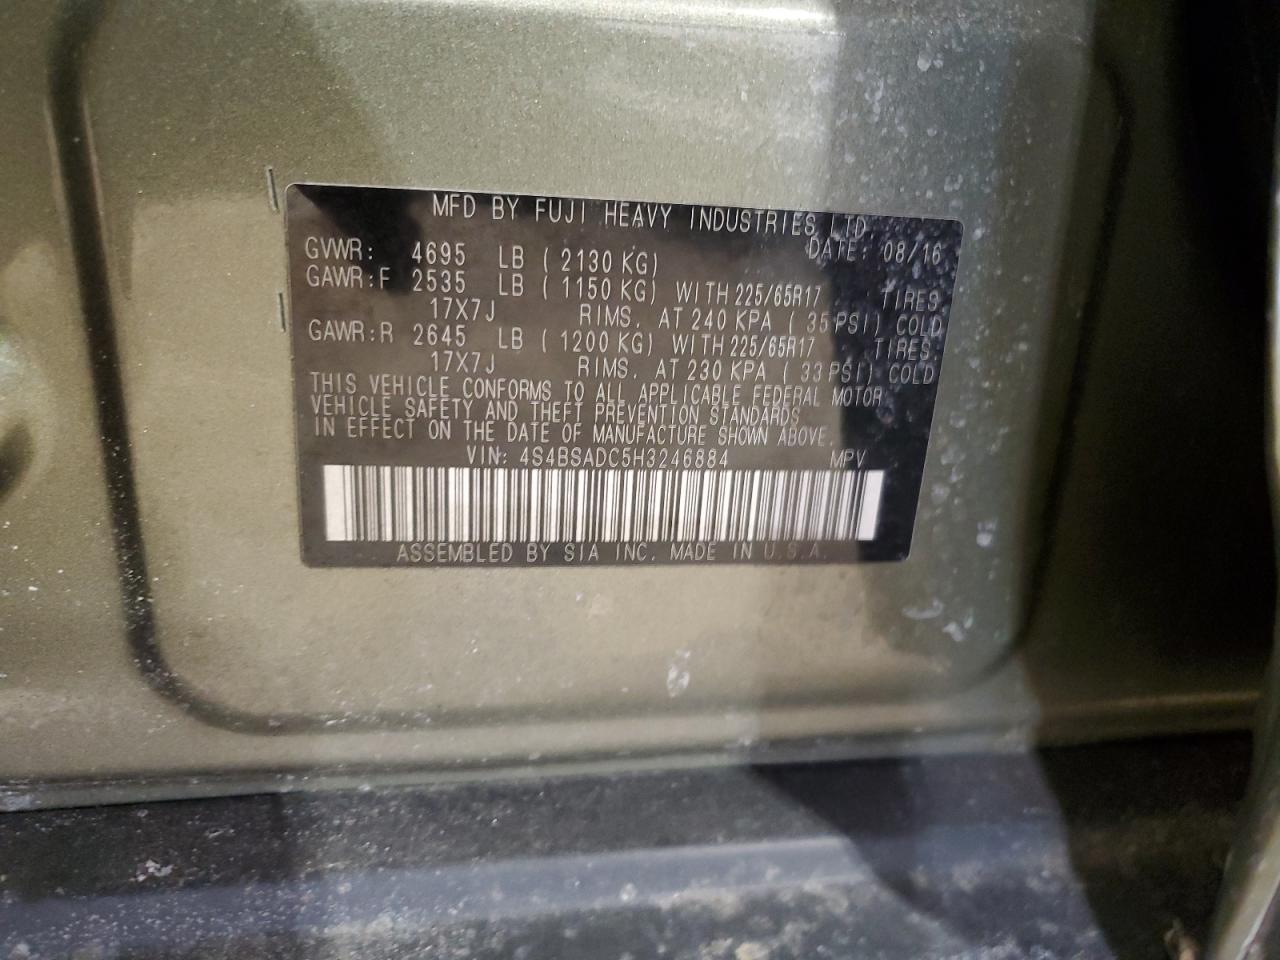 MFD BY FUJI HEAVY INDUSTRIES LTD.
DATE: 08/16
GVWR: 4695 LB ( 2130 KG)
GAWR:F 2535 LB ( 1150 KG) WITH 225/65R17 TIRES,
17X7J RIMS, AT 240 KPA ( 35 PSI) COLD
GAWR:R 2645 LB ( 1200 KG) WITH 225/65R17 TIRES,
17X7J RIMS, AT 230 KPA ( 33 PSI) COLD
THIS VEHICLE CONFORMS TO ALL APPLICABLE FEDERAL MOTOR
VEHICLE SAFETY AND THEFT PREVENTION STANDARDS
IN EFFECT ON THE DATE OF MANUFACTURE SHOWN ABOVE.
VIN: 4S4BSADC5H3246884 MPV
ASSEMBLED BY SIA INC. MADE IN U.S.A.